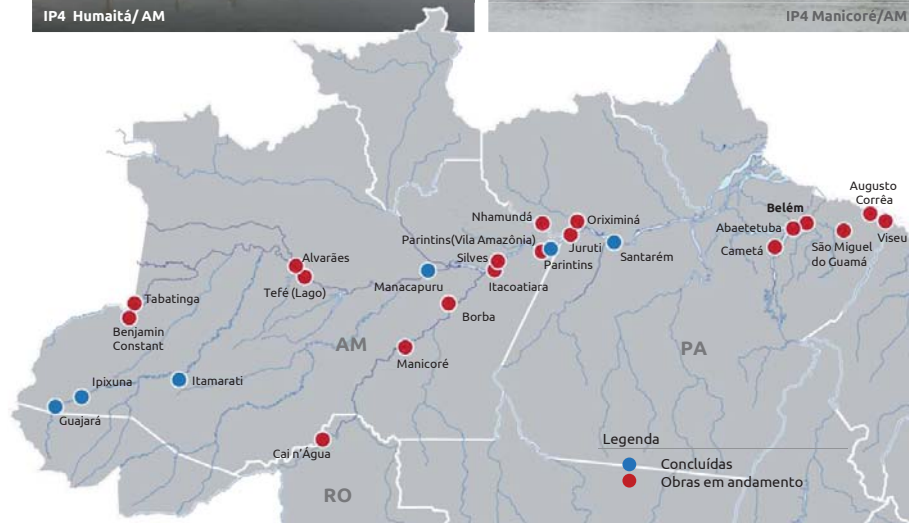 IP4 Humaitá/ AM
IP4 Manicoré/AM
Augusto
Corrêa
Nhamundá
Oriximiná
Belém
Abaetetuba
Viseu
Parintins(Vila Amazônia)
Juruti
Silves
Parintins
Santarém
Cametá
São Miguel
do Guamá
Alvarães
Tefé (Lago)
Manacapuru
Itacoatiara
Tabatinga
Borba
Benjamin
Constant
AM
PA
Manicoré
Ipixuna
Itamarati
Guajará
Cai n’Água
Legenda
Concluídas
Obras em andamento
RO